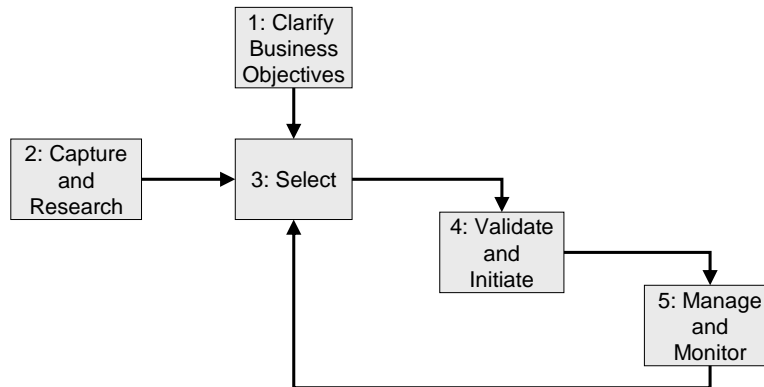 1: Clarify
Business
Objectives
2: Capture
and
Research
3: Select
4: Validate
and
Initiate
5: Manage
and
Monitor